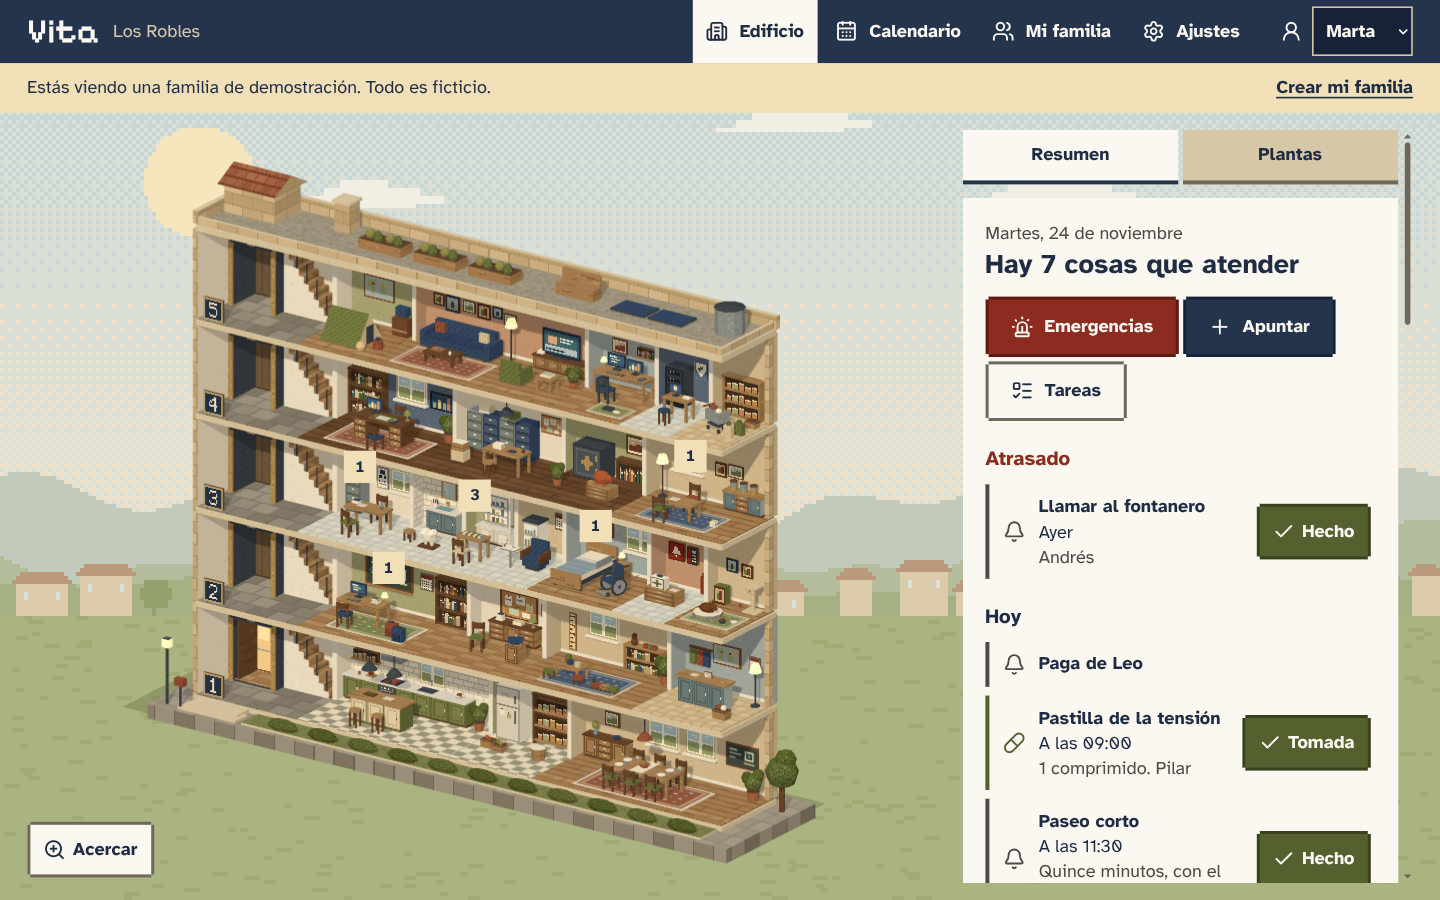 Vita
Los Robles
Edificio
Calendario
Mi familia
Ajustes
Marta
Estás viendo una familia de demostración. Todo es ficticio.
Crear mi familia
Resumen
Plantas
Martes, 24 de noviembre
Hay 7 cosas que atender
Emergencias
Apuntar
Tareas
Atrasado
Llamar al fontanero
Ayer
Andrés
Hecho
Hoy
Paga de Leo
Pastilla de la tensión
A las 09:00
1 comprimido. Pilar
Tomada
Paseo corto
A las 11:30
Quince minutos, con el
Hecho
5
4
3
2
1
1
3
1
1
1
Acercar